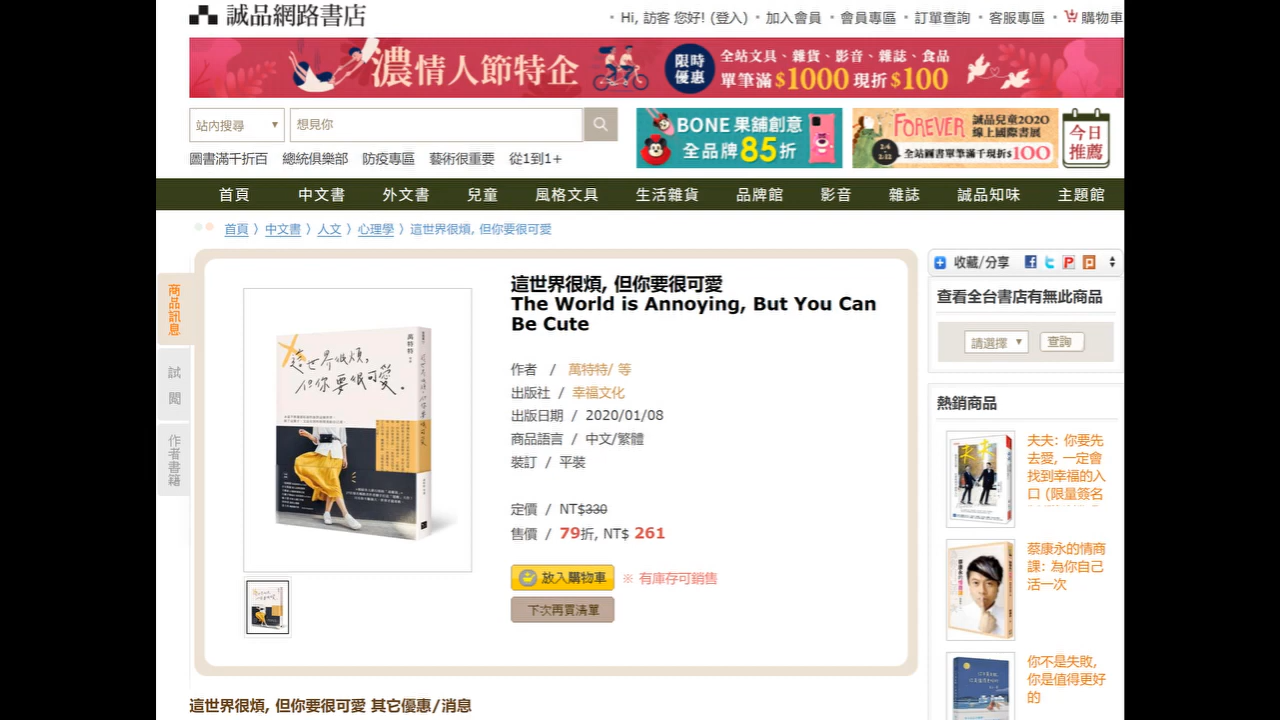 誠品網路書店
Hi, 訪客 您好! (登入) 加入會員 會員專區 訂單查詢 客服專區 購物車
濃情人節特企
限時優惠
全站文具、雜貨、影音、雜誌、食品
單筆滿$1000現折$100
站內搜尋 想見你
圖書滿千折百 總統俱樂部 防疫專區 藝術很重要 從1到1+
BONE 果舖創意
全品牌85折
FOREVER
誠品兒童2020
線上國際書展
全站圖書單筆滿千現折$100
今日
推薦
首頁 中文書 外文書 兒童 風格文具 生活雜貨 品牌館 影音 雜誌 誠品知味 主題館
首頁 〉 中文書 〉 人文 〉 心理學 〉 這世界很煩, 但你要很可愛
商品訊息
試閱
作者書籍
這世界很煩,
但你要很可愛。
萬特特
這世界很煩, 但你要很可愛
The World is Annoying, But You Can
Be Cute
作者 / 萬特特/ 等
出版社 / 幸福文化
出版日期 / 2020/01/08
商品語言 / 中文/繁體
裝訂 / 平裝
定價 / NT$330
售價 / 79折, NT$ 261
放入購物車 ※ 有庫存可銷售
下次再買清單
收藏/分享
查看全台書店有無此商品
請選擇 查詢
熱銷商品
夫夫: 你要先
去愛, 一定會
找到幸福的入
口 (限量簽名
蔡康永的情商
課: 為你自己
活一次
你不是失敗,
你是值得更好
的
這世界很煩, 但你要很可愛 其它優惠/消息